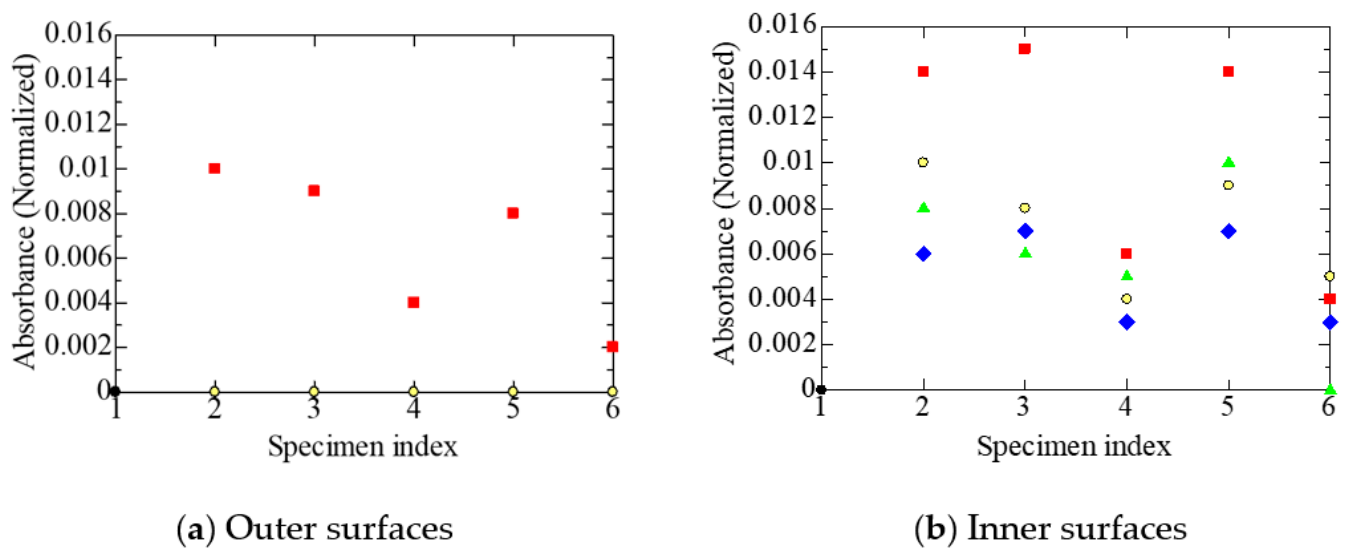 0.016
0.014
0.012
0.01
0.008
0.006
0.004
0.002
0
Absorbance (Normalized)
1 2 3 4 5 6
Specimen index
(a) Outer surfaces
0.016
0.014
0.012
0.01
0.008
0.006
0.004
0.002
0
Absorbance (Normalized)
1 2 3 4 5 6
Specimen index
(b) Inner surfaces